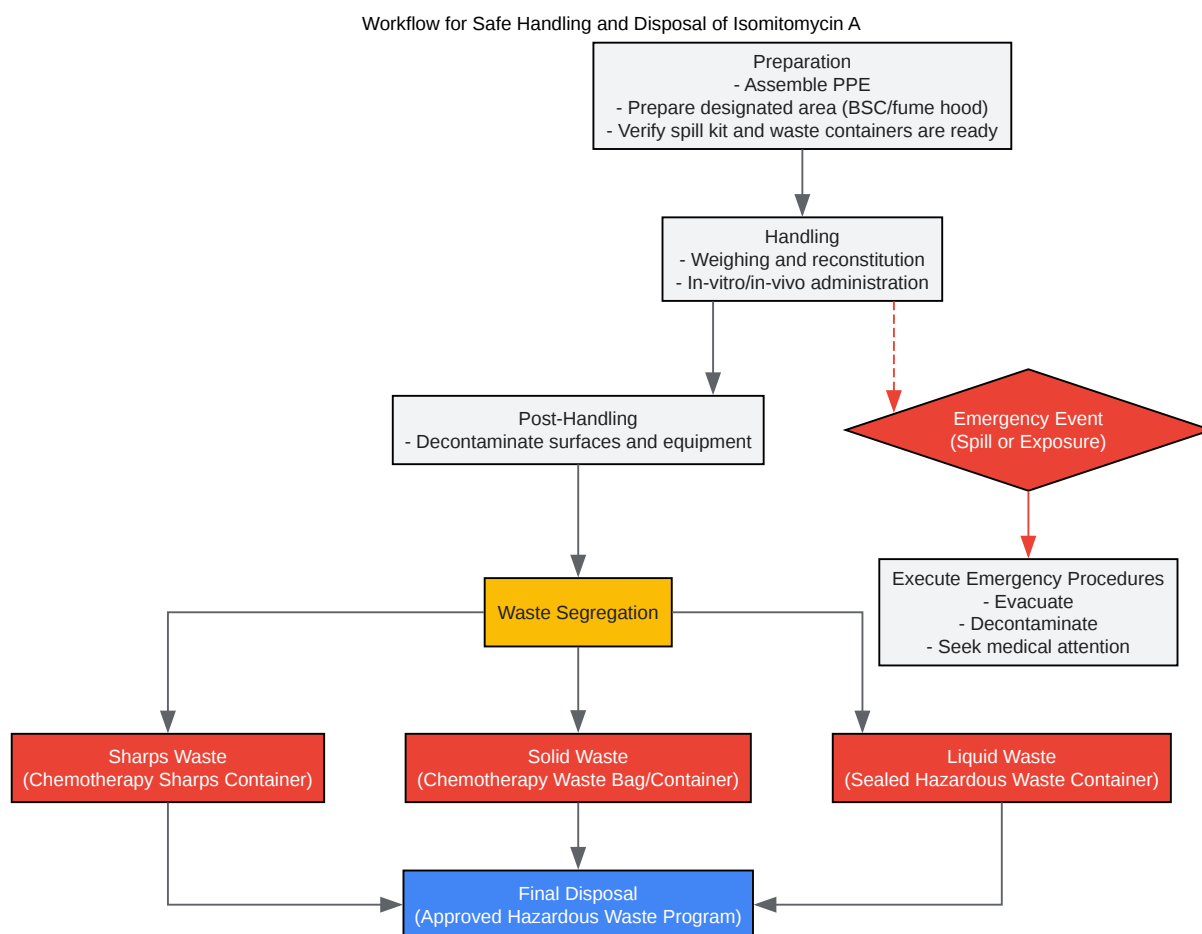 Workflow for Safe Handling and Disposal of Isomitomycin A
Preparation
- Assemble PPE
- Prepare designated area (BSC/fume hood)
- Verify spill kit and waste containers are ready
Handling
- Weighing and reconstitution
- In-vitro/in-vivo administration
Post-Handling
- Decontaminate surfaces and equipment
Emergency Event
(Spill or Exposure)
Execute Emergency Procedures
- Evacuate
- Decontaminate
- Seek medical attention
Waste Segregation
Sharps Waste
(Chemotherapy Sharps Container)
Solid Waste
(Chemotherapy Waste Bag/Container)
Liquid Waste
(Sealed Hazardous Waste Container)
Final Disposal
(Approved Hazardous Waste Program)